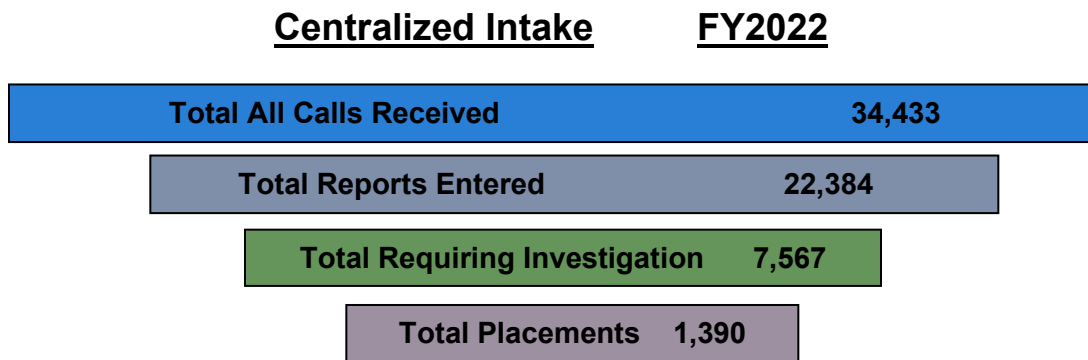 Centralized Intake FY2022
Total All Calls Received 34,433
Total Reports Entered 22,384
Total Requiring Investigation 7,567
Total Placements 1,390